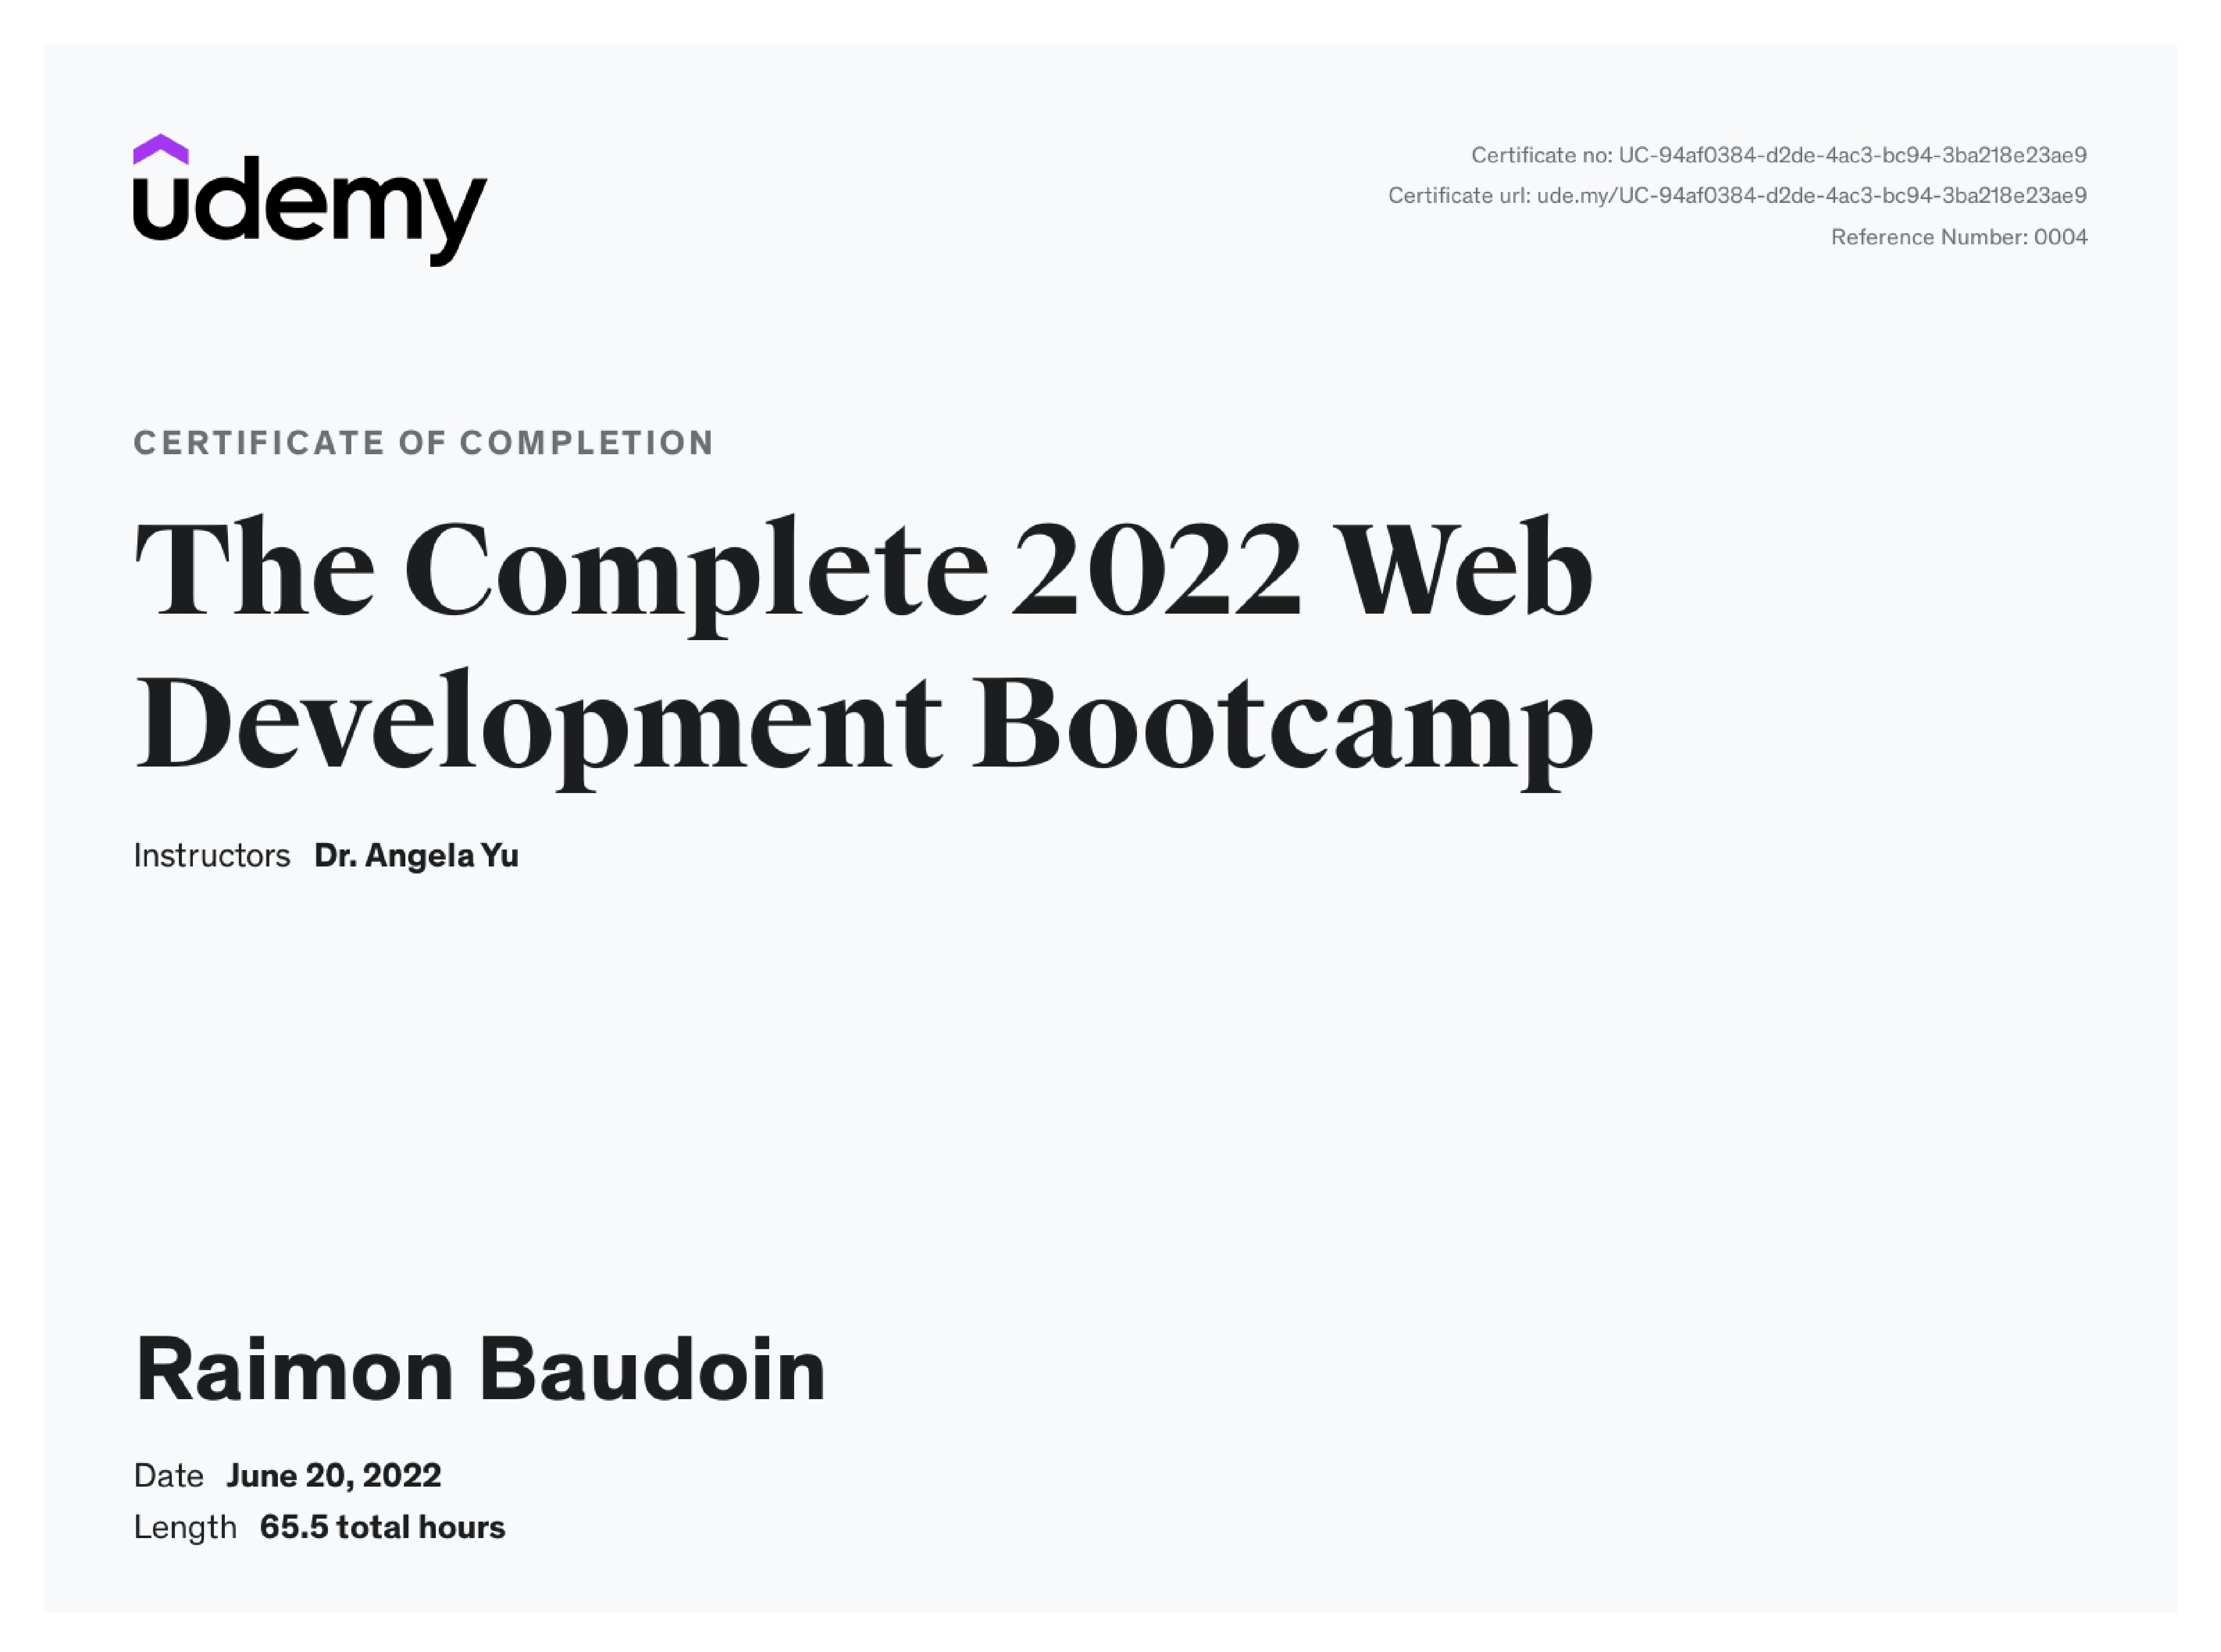 udemy
Certificate no: UC-94af0384-d2de-4ac3-bc94-3ba218e23ae9
Certificate url: ude.my/UC-94af0384-d2de-4ac3-bc94-3ba218e23ae9
Reference Number: 0004
CERTIFICATE OF COMPLETION
The Complete 2022 Web
Development Bootcamp
Instructors Dr. Angela Yu
Raimon Baudoin
Date June 20, 2022
Length 65.5 total hours